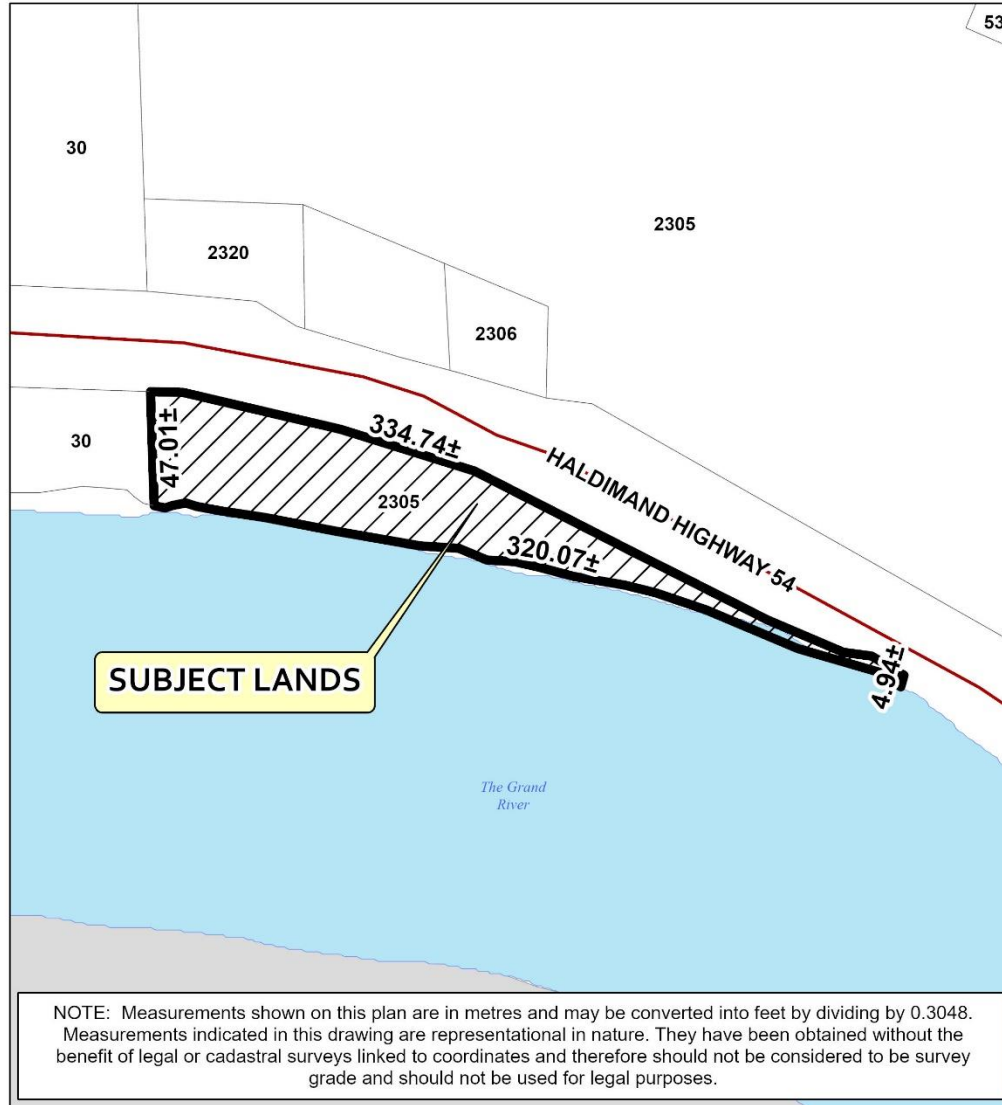 53
30
2305
2320
2306
334.74±
47.01±
30
HALDIMAND HIGHWAY 54
2305
320.07±
4.94±
SUBJECT LANDS
The Grand
River
NOTE: Measurements shown on this plan are in metres and may be converted into feet by dividing by 0.3048.
Measurements indicated in this drawing are representational in nature. They have been obtained without the
benefit of legal or cadastral surveys linked to coordinates and therefore should not be considered to be survey
grade and should not be used for legal purposes.